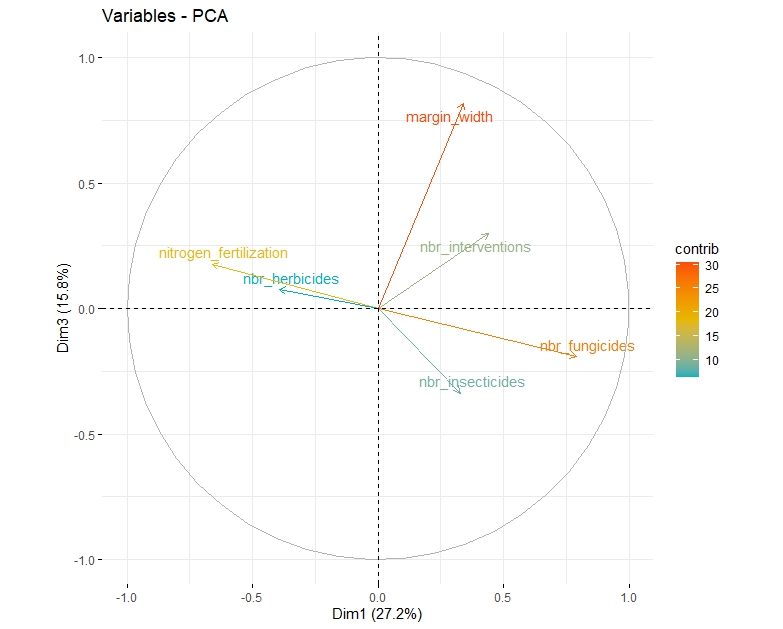 Variables - PCA
1.0
margin_width
0.5
nbr_interventions
nitrogen_fertilization
nbr_herbicides
0.0
nbr_fungicides
nbr_insecticides
-0.5
-1.0
-1.0 -0.5 0.0 0.5 1.0
Dim1 (27.2%)
Dim3 (15.8%)
contrib
30
25
20
15
10